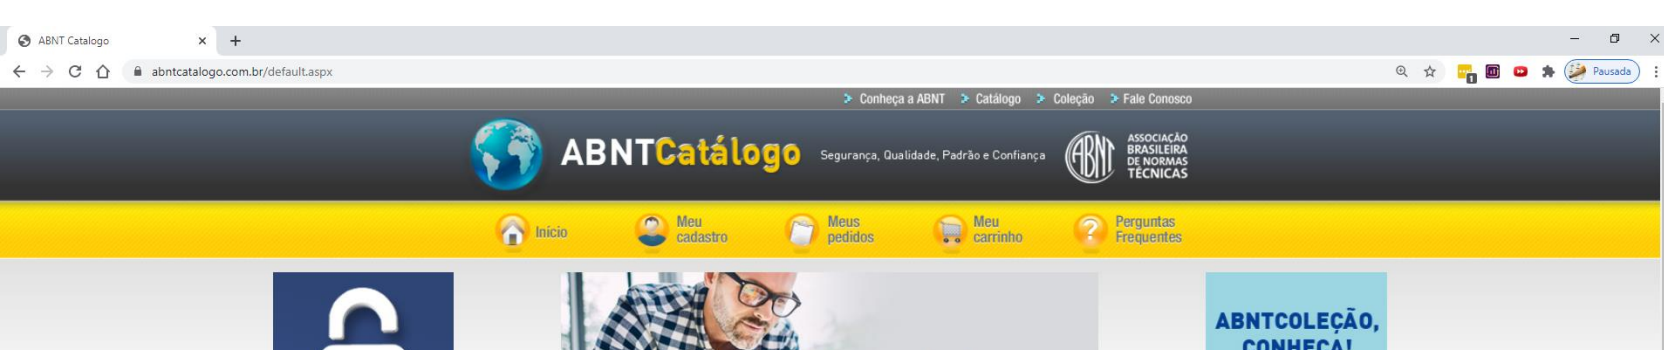 ABNT Catalogo
abntcatalogo.com.br/default.aspx
1
Pausada
Conheça a ABNT
Catálogo
Coleção
Fale Conosco
ABNTCatálogo
Segurança, Qualidade, Padrão e Confiança
ABNT
ASSOCIAÇÃO
BRASILEIRA
DE NORMAS
TÉCNICAS
Início
Meu
cadastro
Meus
pedidos
Meu
carrinho
?
Perguntas
Frequentes
ABNTCOLEÇÃO,
CONHEÇA!